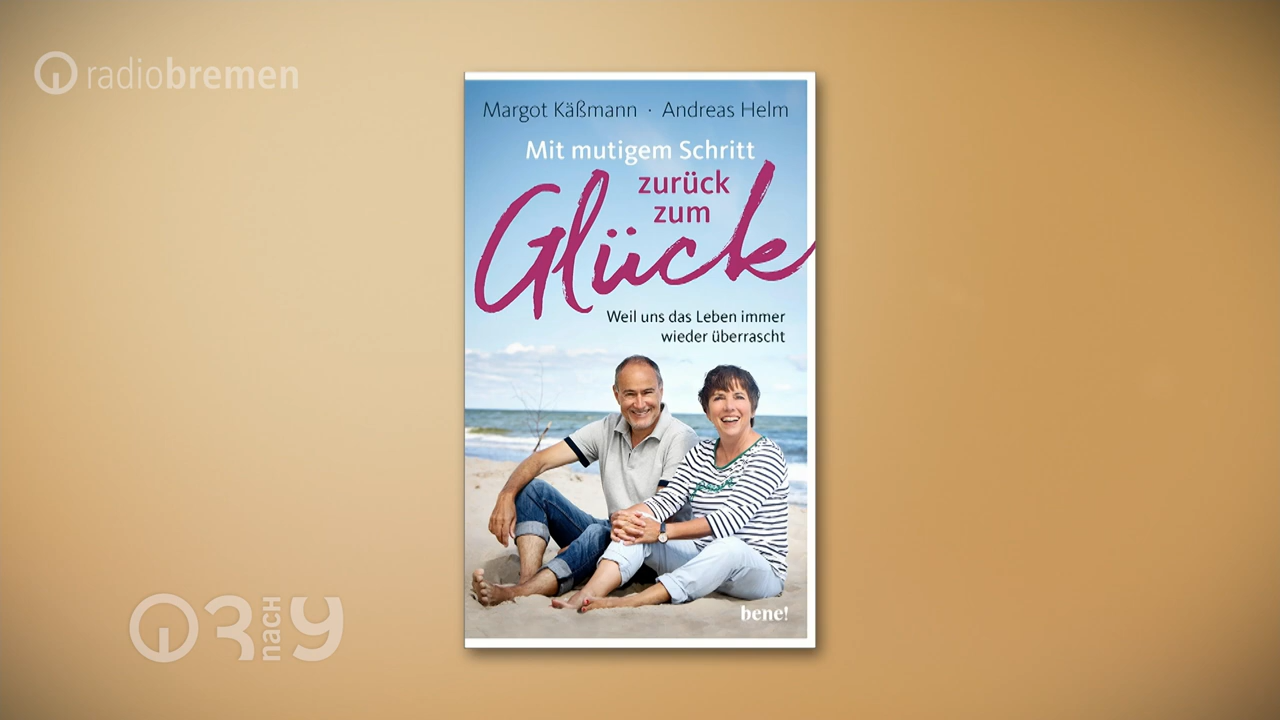 radiobremen
Margot Käßmann · Andreas Helm
Mit mutigem Schritt
zurück
zum
Glück
Weil uns das Leben immer
wieder überrascht
bene!
3 nach 9